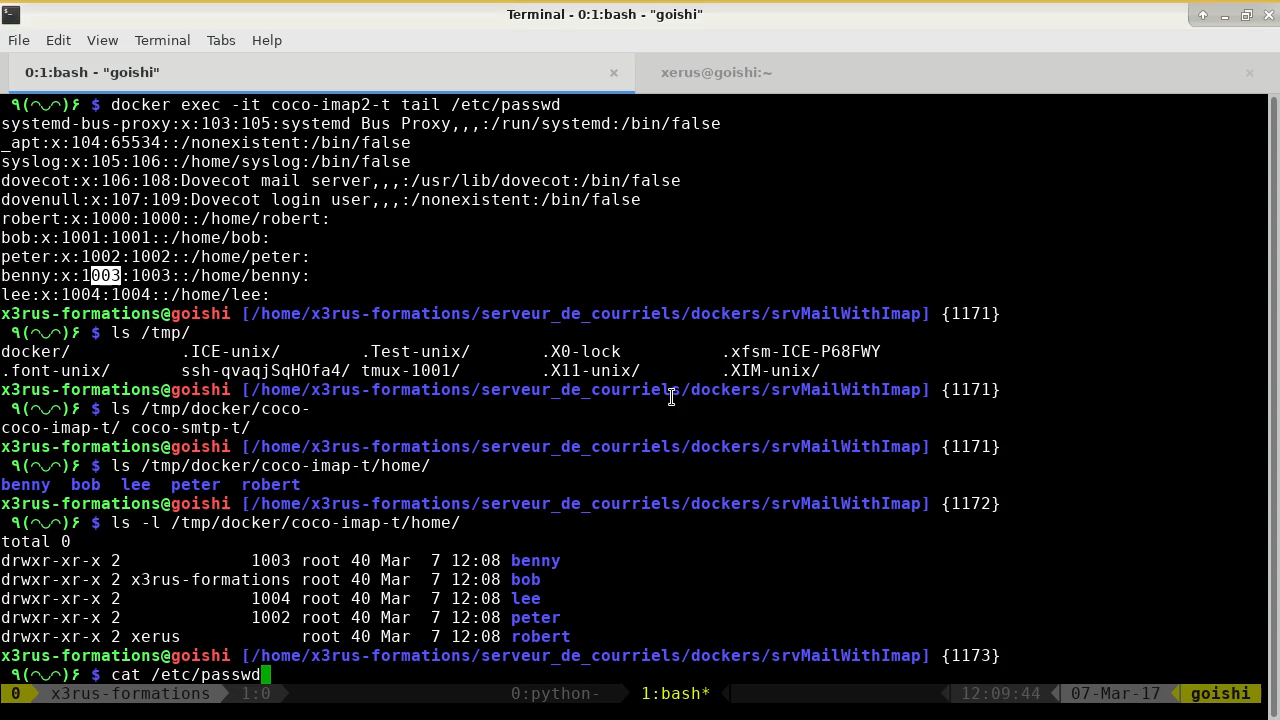 Terminal - 0:1:bash - "goishi"
File Edit View Terminal Tabs Help
0:1:bash - "goishi" × xerus@goishi:~ ×
٩(◠◡◠)۶ $ docker exec -it coco-imap2-t tail /etc/passwd
systemd-bus-proxy:x:103:105:systemd Bus Proxy,,,:/run/systemd:/bin/false
_apt:x:104:65534::/nonexistent:/bin/false
syslog:x:105:106::/home/syslog:/bin/false
dovecot:x:106:108:Dovecot mail server,,,:/usr/lib/dovecot:/bin/false
dovenull:x:107:109:Dovecot login user,,,:/nonexistent:/bin/false
robert:x:1000:1000::/home/robert:
bob:x:1001:1001::/home/bob:
peter:x:1002:1002::/home/peter:
benny:x:1003:1003::/home/benny:
lee:x:1004:1004::/home/lee:
x3rus-formations@goishi [/home/x3rus-formations/serveur_de_courriels/dockers/srvMailWithImap] {1171}
٩(◠◡◠)۶ $ ls /tmp/
docker/ .ICE-unix/ .Test-unix/ .X0-lock .xfsm-ICE-P68FWY
.font-unix/ ssh-qvaqjSqHOfa4/ tmux-1001/ .X11-unix/ .XIM-unix/
x3rus-formations@goishi [/home/x3rus-formations/serveur_de_courriels/dockers/srvMailWithImap] {1171}
٩(◠◡◠)۶ $ ls /tmp/docker/coco-
coco-imap-t/ coco-smtp-t/
x3rus-formations@goishi [/home/x3rus-formations/serveur_de_courriels/dockers/srvMailWithImap] {1171}
٩(◠◡◠)۶ $ ls /tmp/docker/coco-imap-t/home/
benny bob lee peter robert
x3rus-formations@goishi [/home/x3rus-formations/serveur_de_courriels/dockers/srvMailWithImap] {1172}
٩(◠◡◠)۶ $ ls -l /tmp/docker/coco-imap-t/home/
total 0
drwxr-xr-x 2 1003 root 40 Mar 7 12:08 benny
drwxr-xr-x 2 x3rus-formations root 40 Mar 7 12:08 bob
drwxr-xr-x 2 1004 root 40 Mar 7 12:08 lee
drwxr-xr-x 2 1002 root 40 Mar 7 12:08 peter
drwxr-xr-x 2 xerus root 40 Mar 7 12:08 robert
x3rus-formations@goishi [/home/x3rus-formations/serveur_de_courriels/dockers/srvMailWithImap] {1173}
٩(◠◡◠)۶ $ cat /etc/passwd
0 x3rus-formations 1:0 0:python- 1:bash* 12:09:44 07-Mar-17 goishi